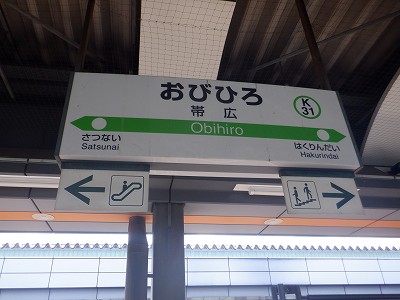 おびひろ
帯広
Obihiro
K
31
さつない
Satsunai
はくりんだい
Hakurindai